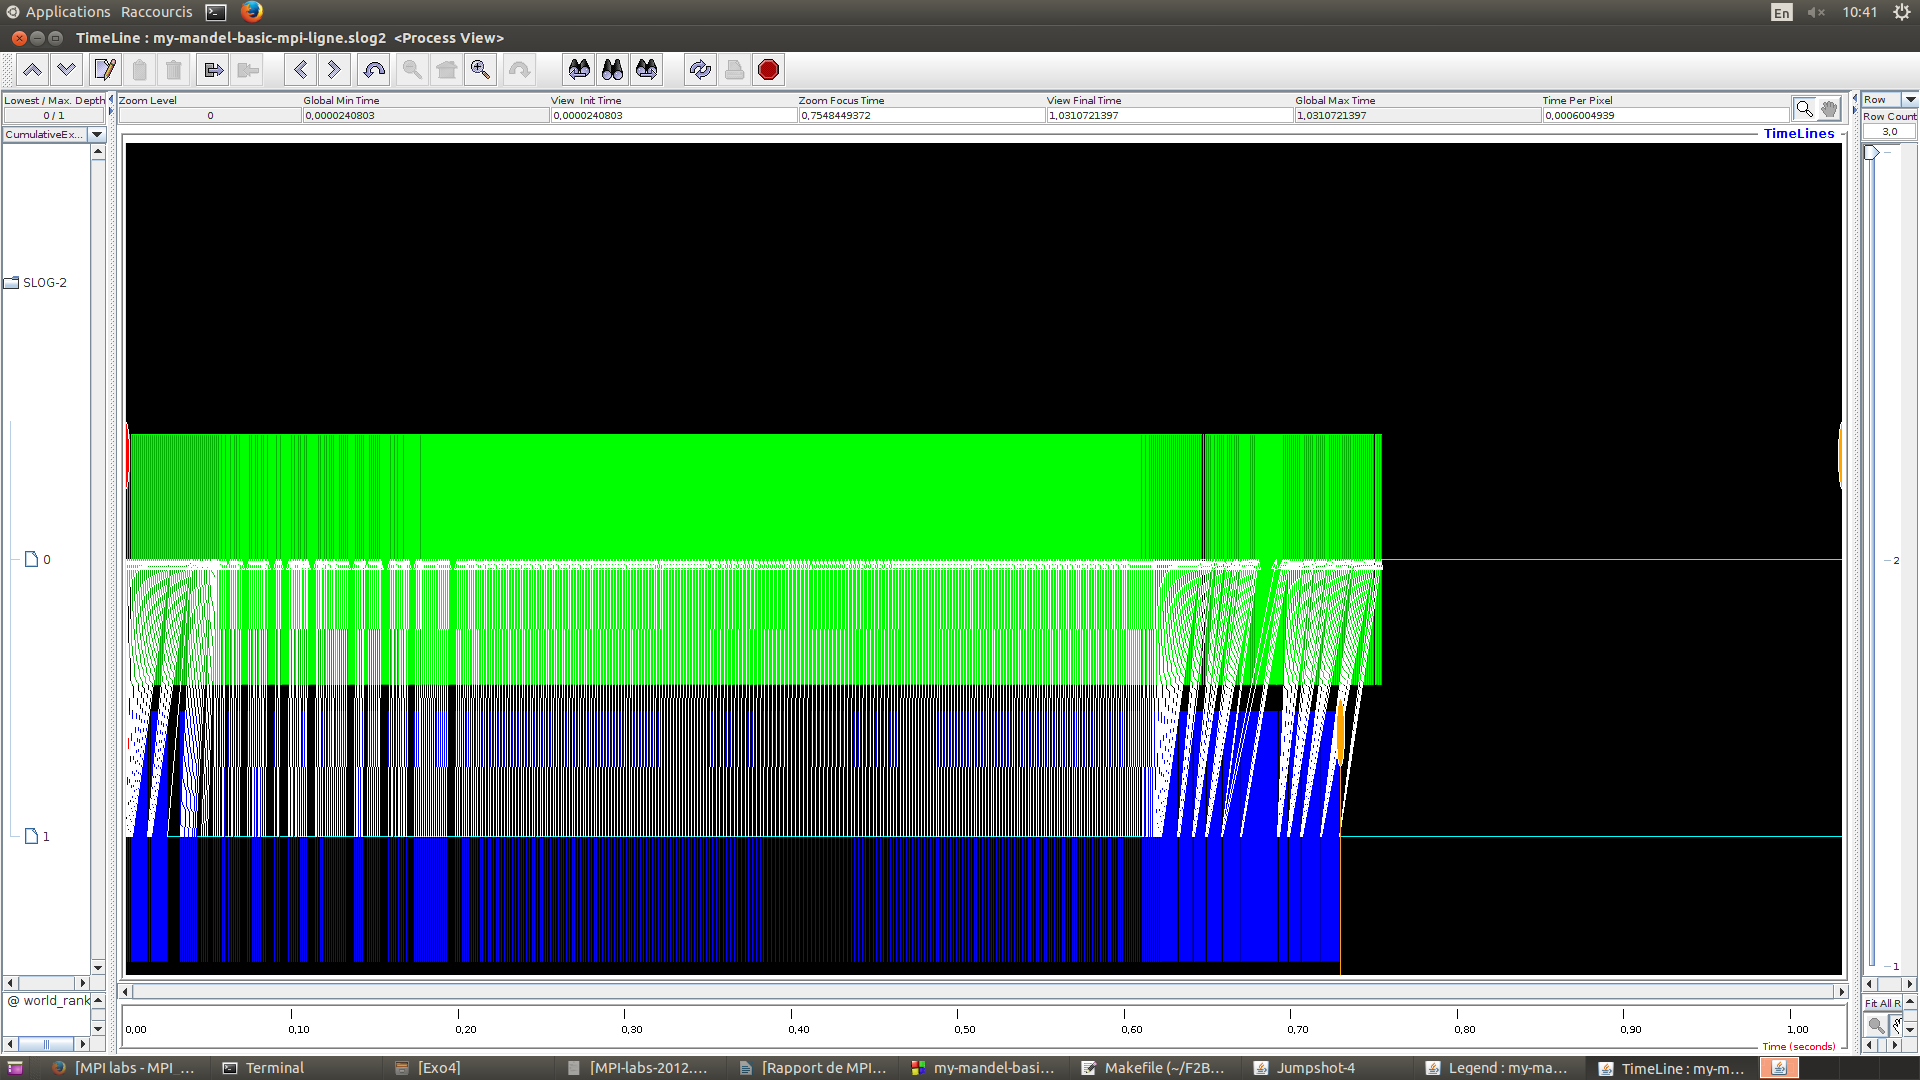 Applications Raccourcis En 10:41
TimeLine : my-mandel-basic-mpi-ligne.slog2 <Process View>
Lowest / Max. Depth Zoom Level Global Min Time View Init Time Zoom Focus Time View Final Time Global Max Time Time Per Pixel Row
0 / 1 0 0,0000240803 0,0000240803 0,7548449372 1,0310721397 1,0310721397 0,0006004939 Row Count
CumulativeEx... TimeLines 3,0
SLOG-2
0 2
1
1
@ world_rank Fit All R
0,00 0,10 0,20 0,30 0,40 0,50 0,60 0,70 0,80 0,90 1,00
Time (seconds)
[MPI labs - MPI_... Terminal [Exo4] [MPI-labs-2012.... [Rapport de MPI... my-mandel-basi... Makefile (~/F2B... Jumpshot-4 Legend : my-ma... TimeLine : my-m...